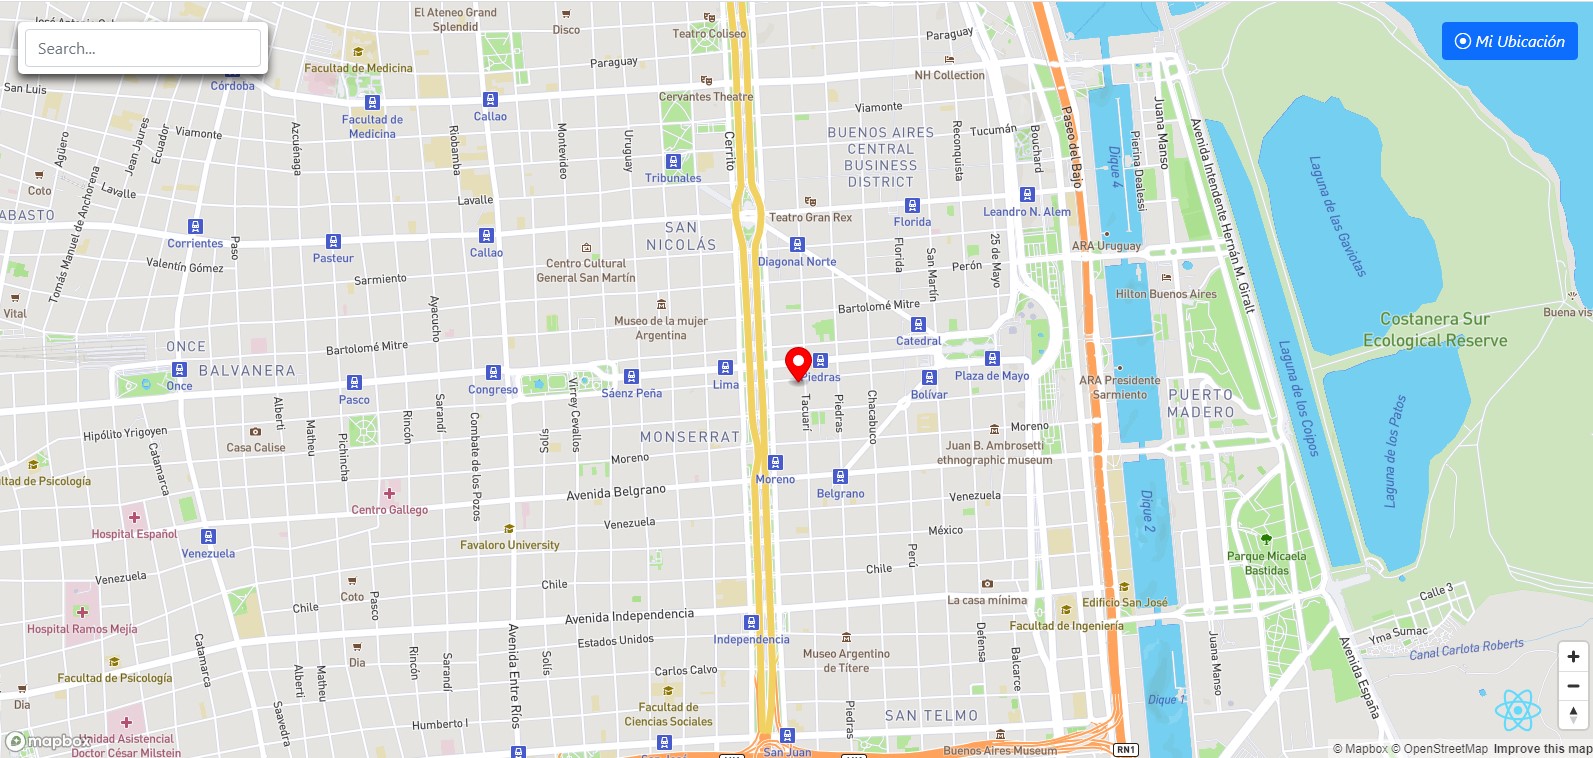 El Ateneo Grand
Splendid
Disco
Teatro Coliseo
Paraguay
Search...
Mi Ubicación
Facultad de Medicina
Paraguay
NH Collection
San Luis
Córdoba
Cervantes Theatre
Viamonte
Juana Manso
Facultad de
Medicina
Callao
Paseo del Bajo
Avenida Intendente Hernán M. Giralt
Agüero
Jean Jaures
Ecuador
Viamonte
Azcuénaga
Riobamba
Montevideo
Uruguay
Cerrito
BUENOS AIRES
CENTRAL
BUSINESS
DISTRICT
Reconquista
Tucumán
Bouchard
Dique 4
Pierina Dealessi
Coto
Lavalle
Tribunales
Laguna de las Gaviotas
Tomás Manuel de Anchorena
Lavalle
ABASTO
Corrientes
Paso
Pasteur
Callao
SAN
NICOLÁS
Teatro Gran Rex
Florida
Leandro N. Alem
Valentín Gómez
Sarmiento
Centro Cultural
General San Martín
Diagonal Norte
Florida
San Martín
Perón
25 de Mayo
ARA Uruguay
Vital
Ayacucho
Museo de la mujer
Argentina
Bartolomé Mitre
Hilton Buenos Aires
Buena vis
Costanera Sur
Ecological Reserve
ONCE
BALVANERA
Bartolomé Mitre
Catedral
Once
Pasco
Congreso
Sáenz Peña
Lima
Piedras
Bolívar
Plaza de Mayo
ARA Presidente
Sarmiento
PUERTO
MADERO
Laguna de los Coipos
Laguna de los Patos
Hipólito Yrigoyen
Alberti
Matheu
Pichincha
Rincón
Sarandí
Combate de los Pozos
Virrey Cevallos
Solís
MONSERRAT
Tacuarí
Piedras
Chacabuco
Moreno
Casa Calise
Catamarca
Moreno
Juan B. Ambrosetti
ethnographic museum
ltad de Psicología
Moreno
Belgrano
Avenida Belgrano
Venezuela
Dique 2
Centro Gallego
Hospital Español
Venezuela
Favaloro University
Venezuela
México
Perú
Parque Micaela
Bastidas
Venezuela
Coto
Chile
Chile
Chile
Pasco
La casa mínima
Edificio San José
Calle 3
Hospital Ramos Mejía
Avenida Independencia
Independencia
Facultad de Ingeniería
Yma Sumac
Canal Carlota Roberts
Avenida España
Catamarca
Dia
Estados Unidos
Museo Argentino
de Títere
Defensa
Balcarce
Juana Manso
Facultad de Psicología
Alberti
Matheu
Rincón
Sarandí
Avenida Entre Ríos
Solís
Carlos Calvo
Dique 1
Dia
Saavedra
Humberto I
Facultad de
Ciencias Sociales
Piedras
SAN TELMO
Unidad Asistencial
Doctor César Milstein
San Juan
Buenos Aires Museum
RN1
mapbox
© Mapbox © OpenStreetMap Improve this map